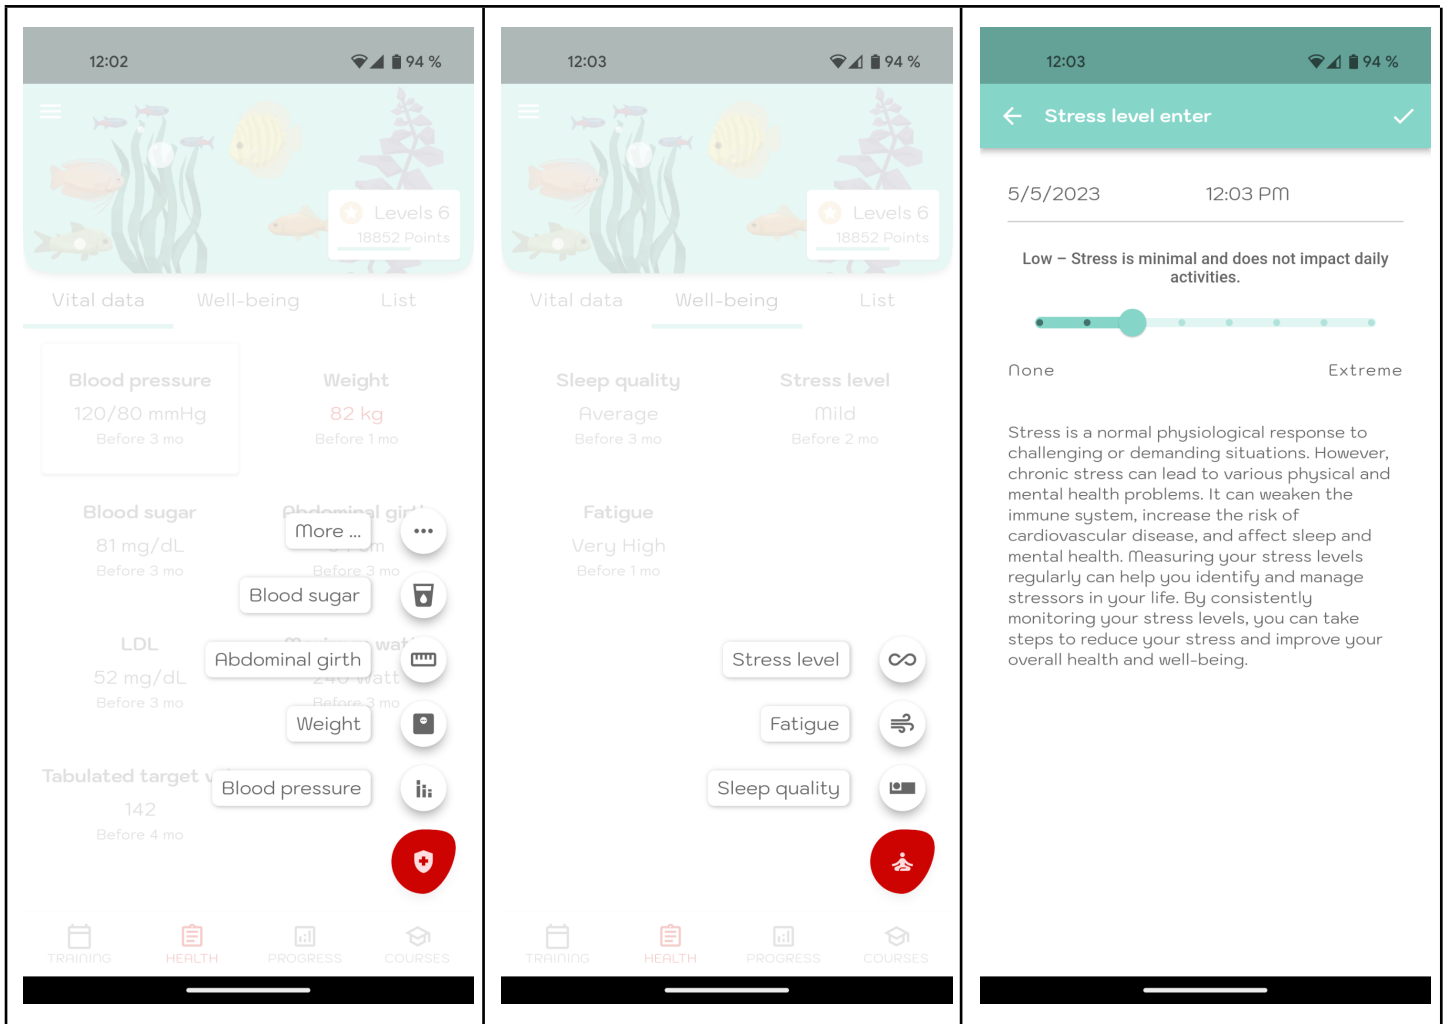 12:02
94 %
Levels 6
18852 Points
Vital data Well-being List
Blood pressure Weight
120/80 mmHg 82 kg
Before 3 mo Before 1 mo
Blood sugar Abdominal
81 mg/dL
Before 3 mo Before 3 mo
More ...
Blood sugar
LDL
Abdominal girth
52 mg/dL 240 Watt
Before 3 mo Before 3 mo
Weight
Tabulated target
142
Before 4 mo
Blood pressure
TRAINING HEALTH PROGRESS COURSES
12:03
94 %
Levels 6
18852 Points
Vital data Well-being List
Sleep quality Stress level
Average Mild
Before 3 mo Before 2 mo
Fatigue
Very High
Before 1 mo
Stress level
Fatigue
Sleep quality
TRAINING HEALTH PROGRESS COURSES
12:03
94 %
Stress level enter
5/5/2023 12:03 PM
Low – Stress is minimal and does not impact daily
activities.
None Extreme
Stress is a normal physiological response to
challenging or demanding situations. However,
chronic stress can lead to various physical and
mental health problems. It can weaken the
immune system, increase the risk of
cardiovascular disease, and affect sleep and
mental health. Measuring your stress levels
regularly can help you identify and manage
stressors in your life. By consistently
monitoring your stress levels, you can take
steps to reduce your stress and improve your
overall health and well-being.